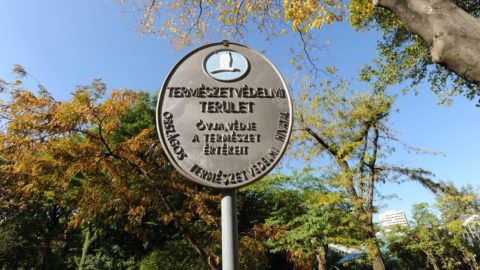 TERMÉSZETVÉDELMI
TERÜLET
ÓVJA, VÉDJE
A TERMÉSZET
ÉRTÉKEIT
ORSZÁGOS TERMÉSZETVÉDELMI HIVATAL